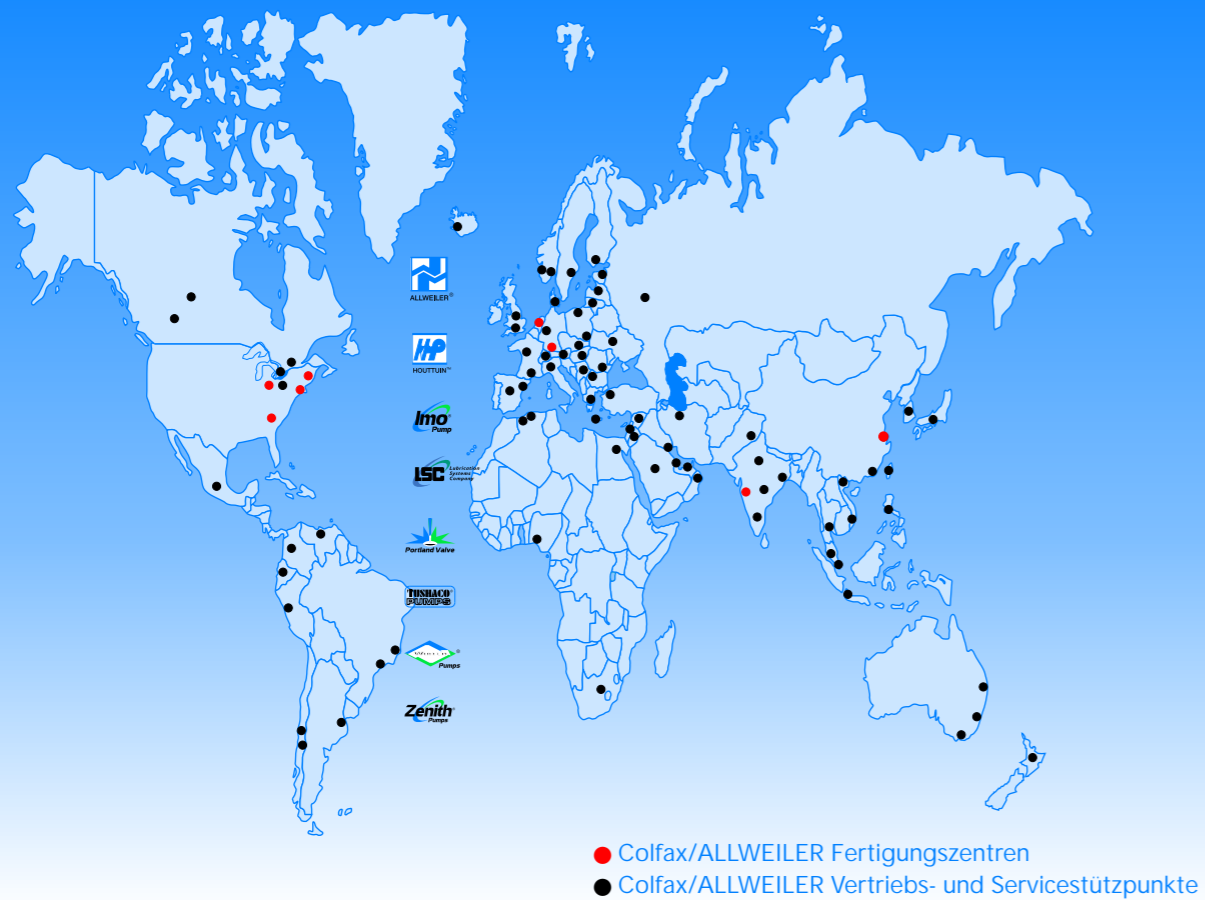 ALLWEILER®
HOUTTUIN™
Imo®
Pump
LSC Lubrication
Systems
Company
Portland Valve
TUSHACO®
PUMPS
Pumps
Zenith®
Pumps
Colfax/ALLWEILER Fertigungszentren
Colfax/ALLWEILER Vertriebs- und Servicestützpunkte